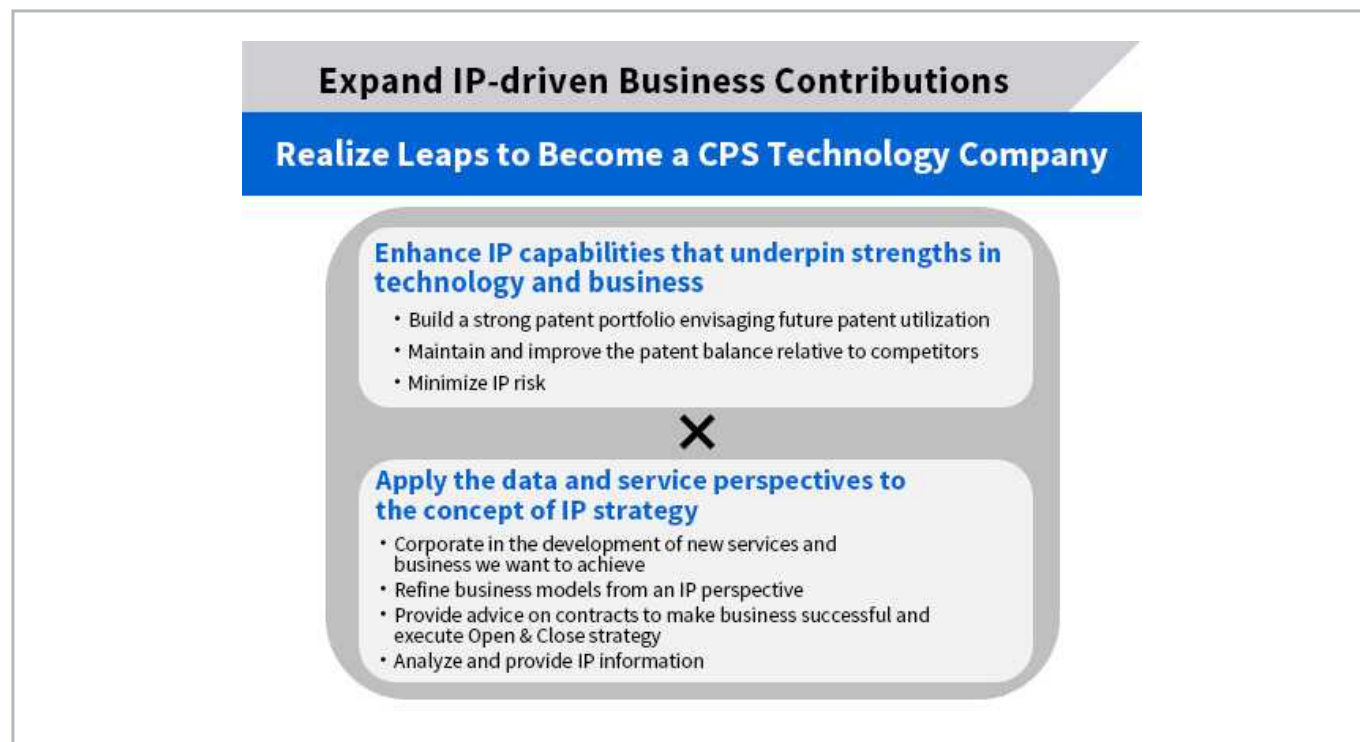 Expand IP-driven Business Contributions
Realize Leaps to Become a CPS Technology Company
Enhance IP capabilities that underpin strengths in
technology and business
・Build a strong patent portfolio envisaging future patent utilization
・Maintain and improve the patent balance relative to competitors
・Minimize IP risk
×
Apply the data and service perspectives to
the concept of IP strategy
・Corporate in the development of new services and
business we want to achieve
・Refine business models from an IP perspective
・Provide advice on contracts to make business successful and
execute Open & Close strategy
・Analyze and provide IP information